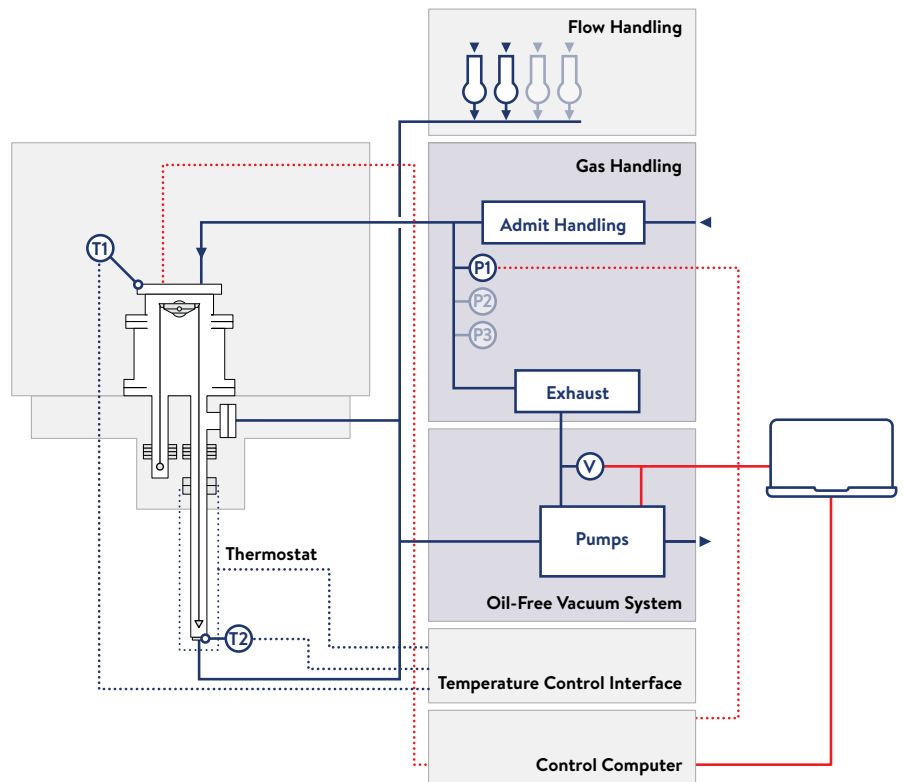 Flow Handling
Gas Handling
Admit Handling
T1
P1
P2
P3
Exhaust
V
Thermostat
Pumps
Oil-Free Vacuum System
T2
Temperature Control Interface
Control Computer